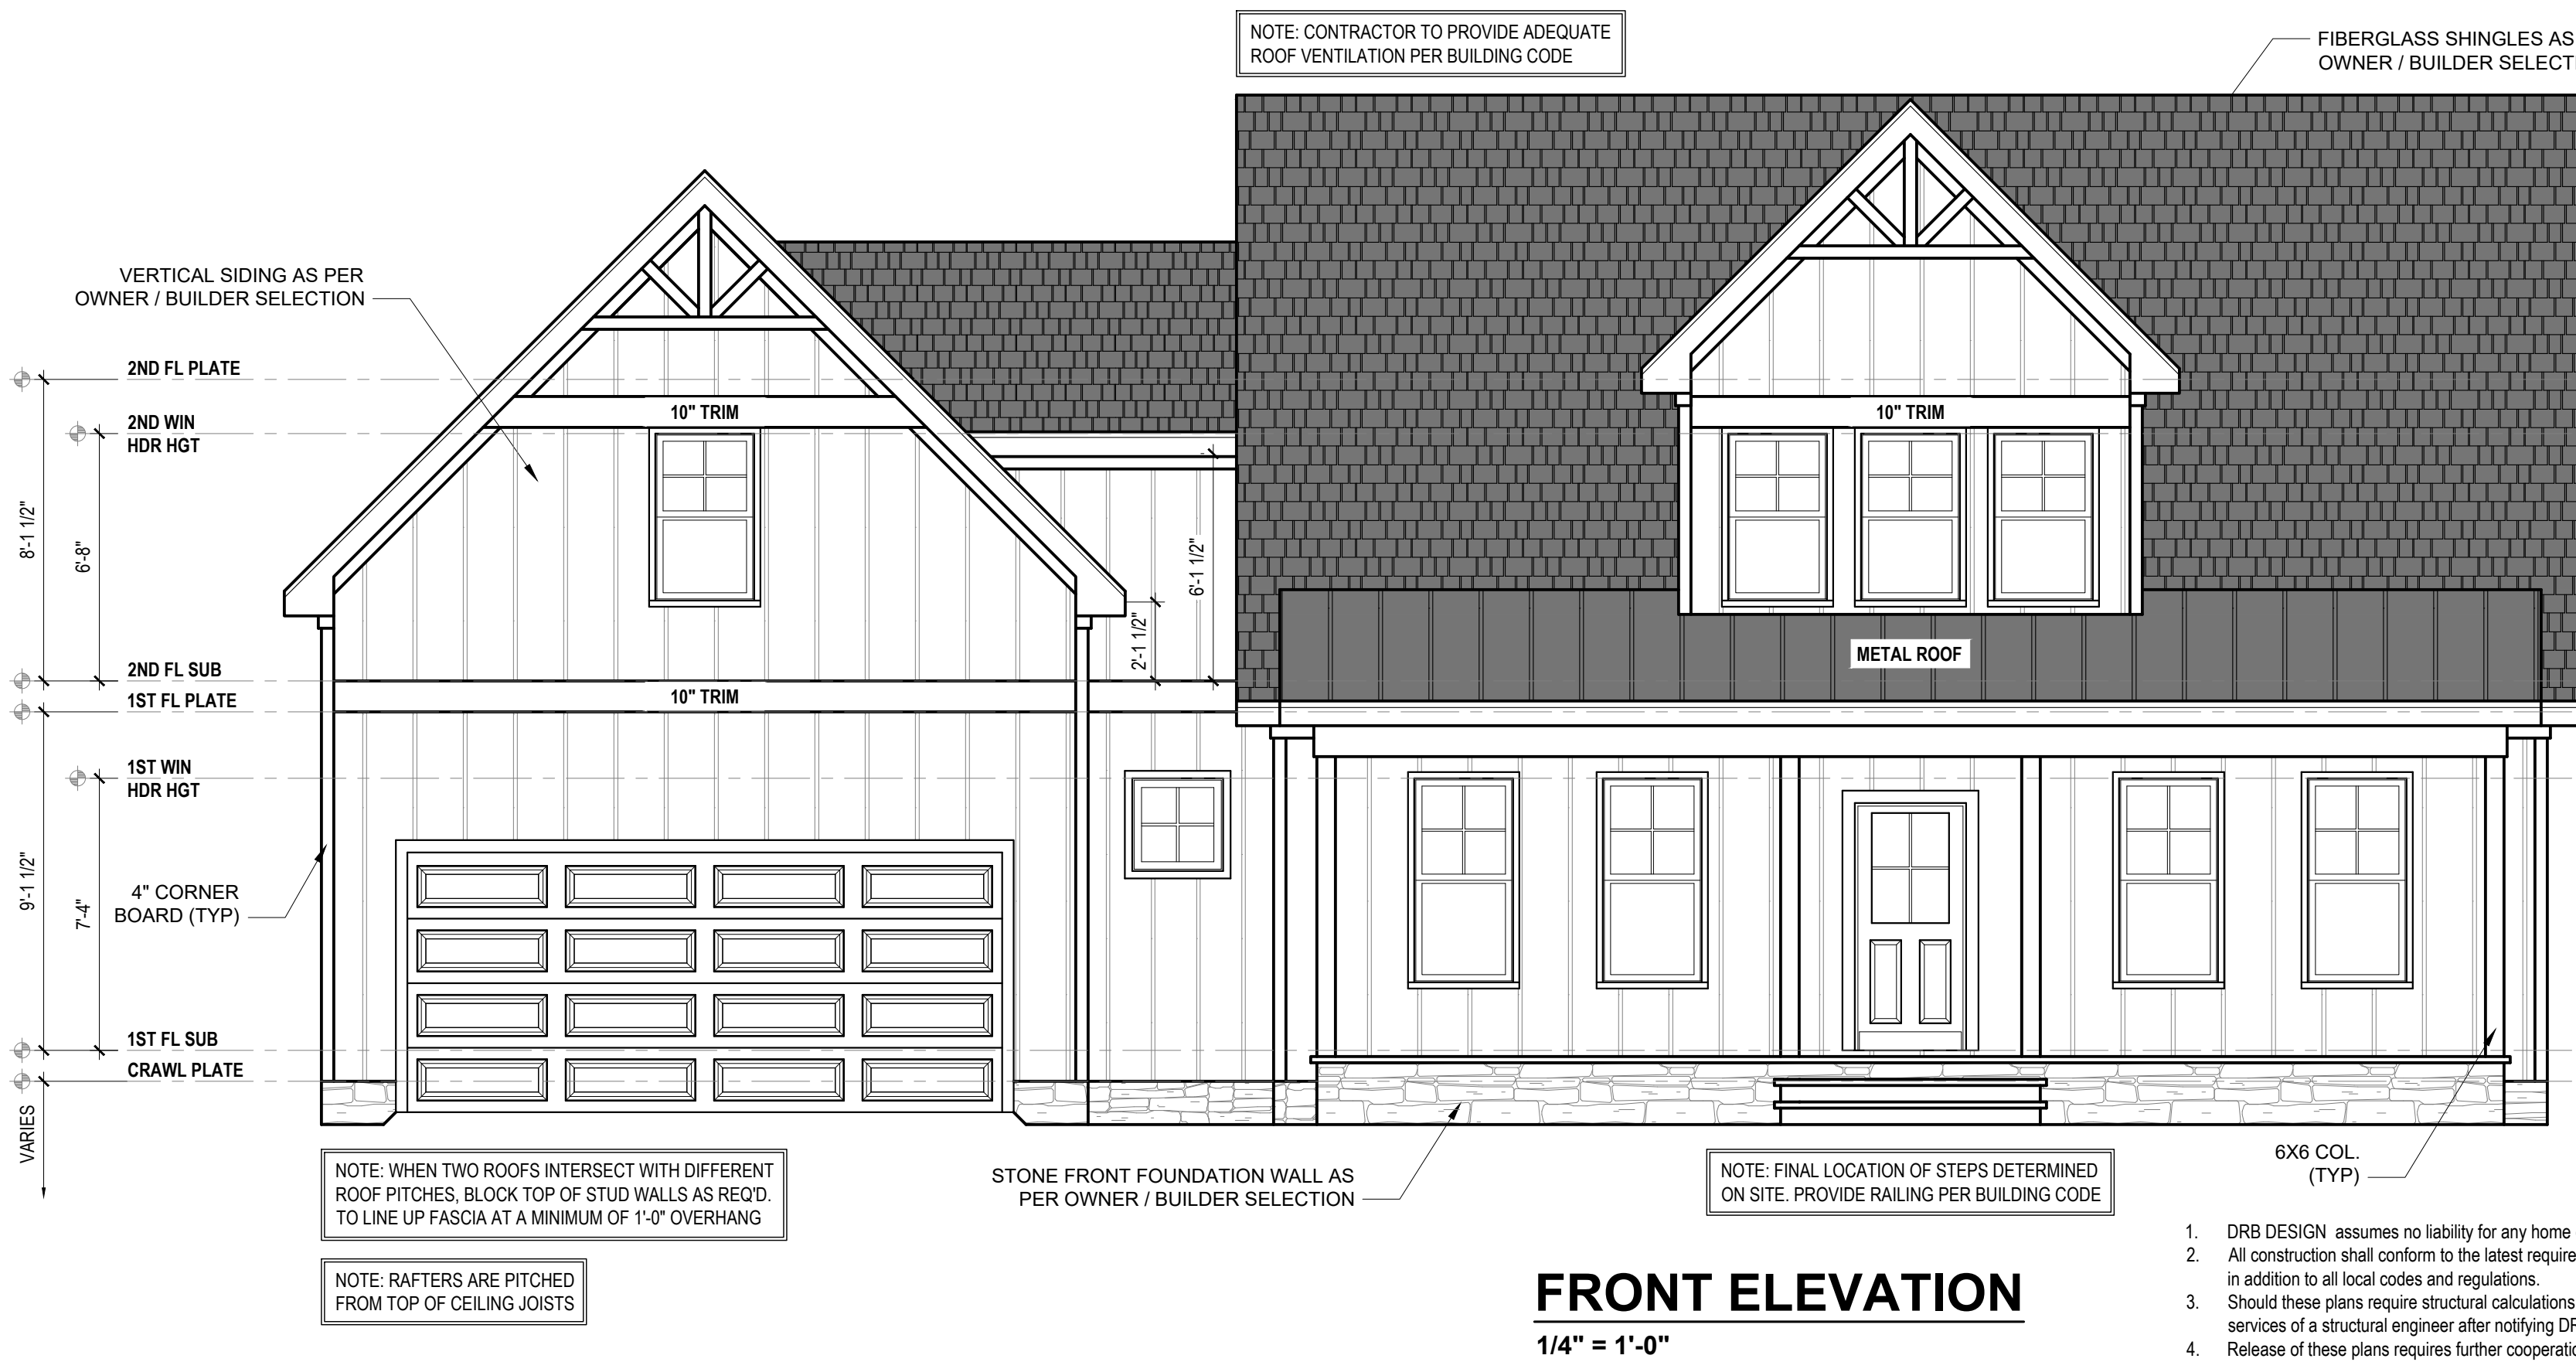 NOTE: CONTRACTOR TO PROVIDE ADEQUATE
ROOF VENTILATION PER BUILDING CODE
FIBERGLASS SHINGLES AS
OWNER / BUILDER
VERTICAL SIDING AS PER
OWNER / BUILDER SELECTION
2ND FL PLATE
2ND WIN
HDR HGT
10" TRIM
10" TRIM
8'-1 1/2"
6'-8"
6'-1 1/2"
2'-1 1/2"
METAL ROOF
2ND FL SUB
1ST FL PLATE
10" TRIM
1ST WIN
HDR HGT
9'-1 1/2"
7'-4"
4" CORNER
BOARD (TYP)
1ST FL SUB
CRAWL PLATE
VARIES
NOTE: WHEN TWO ROOFS INTERSECT WITH DIFFERENT
ROOF PITCHES, BLOCK TOP OF STUD WALLS AS REQ'D.
TO LINE UP FASCIA AT A MINIMUM OF 1'-0" OVERHANG
NOTE: RAFTERS ARE PITCHED
FROM TOP OF CEILING JOISTS
STONE FRONT FOUNDATION WALL AS
PER OWNER / BUILDER SELECTION
NOTE: FINAL LOCATION OF STEPS DETERMINED
ON SITE. PROVIDE RAILING PER BUILDING CODE
6X6 COL.
(TYP)
FRONT ELEVATION
1/4" = 1'-0"
1. DRB DESIGN assumes no liability for any home
2. All construction shall conform to the latest
in addition to all local codes and regulations.
3. Should these plans require structural calculations
services of a structural engineer after notifying
4. Release of these plans requires further